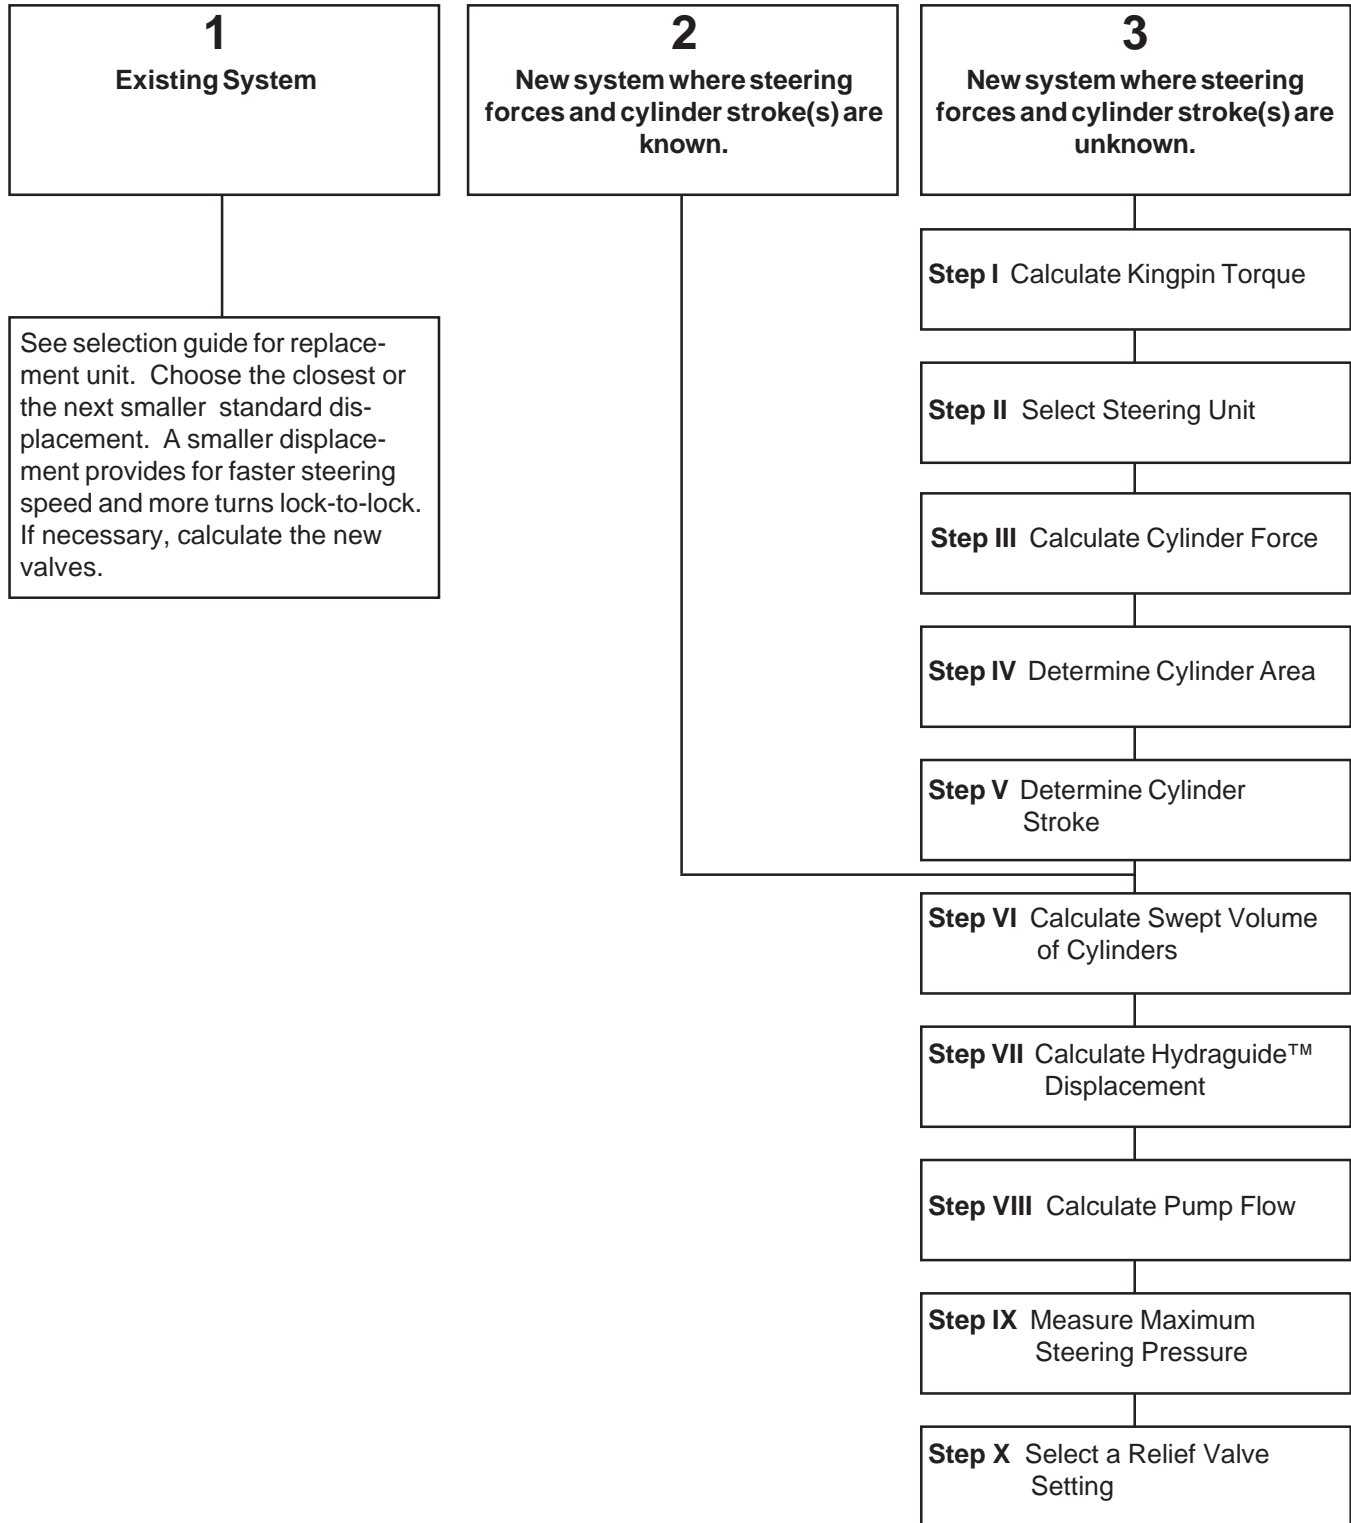 1
Existing System
See selection guide for replace-
ment unit. Choose the closest or
the next smaller standard dis-
placement. A smaller displace-
ment provides for faster steering
speed and more turns lock-to-lock.
If necessary, calculate the new
valves.
2
New system where steering
forces and cylinder stroke(s) are
known.
3
New system where steering
forces and cylinder stroke(s) are
unknown.
Step I Calculate Kingpin Torque
Step II Select Steering Unit
Step III Calculate Cylinder Force
Step IV Determine Cylinder Area
Step V Determine Cylinder
Stroke
Step VI Calculate Swept Volume
of Cylinders
Step VII Calculate Hydraguide™
Displacement
Step VIII Calculate Pump Flow
Step IX Measure Maximum
Steering Pressure
Step X Select a Relief Valve
Setting